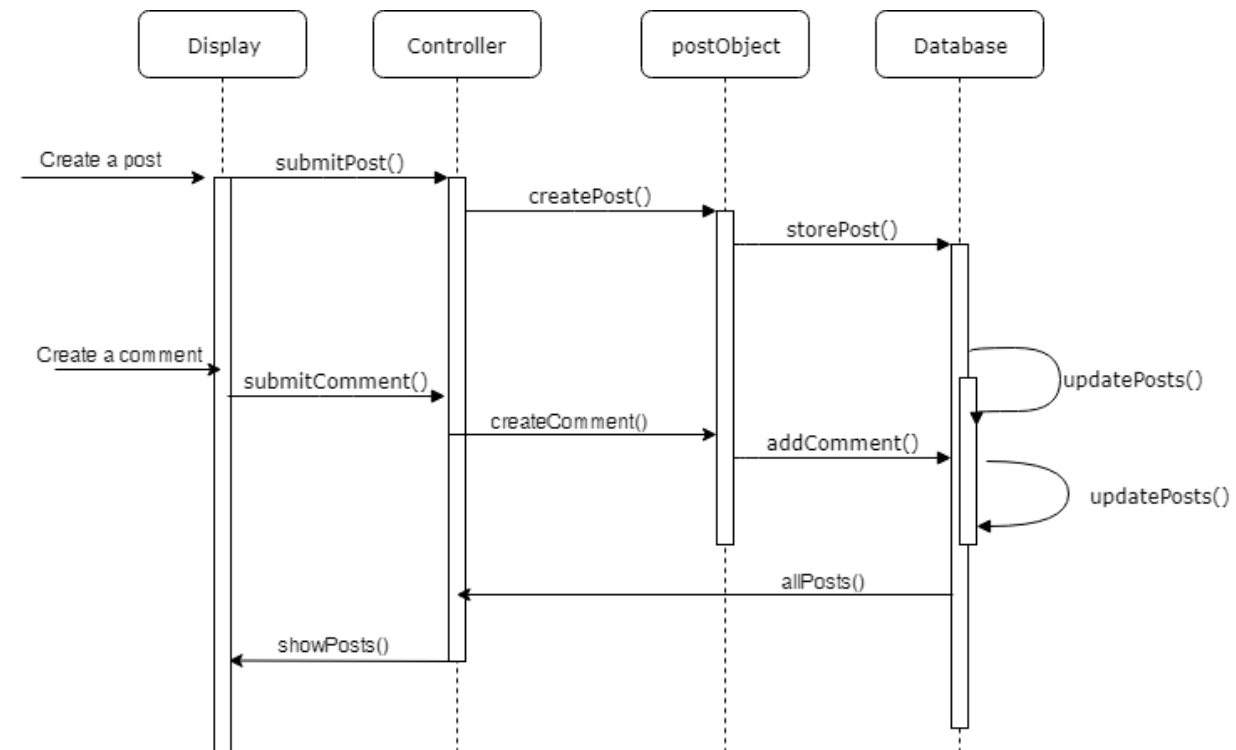 Display
Controller
postObject
Database
Create a post
submitPost()
createPost()
storePost()
Create a comment
submitComment()
updatePosts()
createComment()
addComment()
updatePosts()
allPosts()
showPosts()